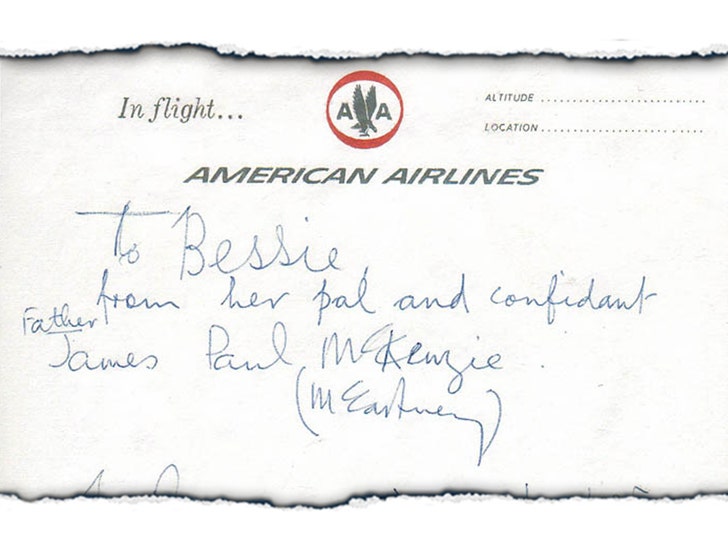 In flight...
A A
ALTITUDE ........................
LOCATION ........................
AMERICAN AIRLINES
To Bessie,
from her pal and confidant
Father
James Paul McKenzie.
(McCartney)